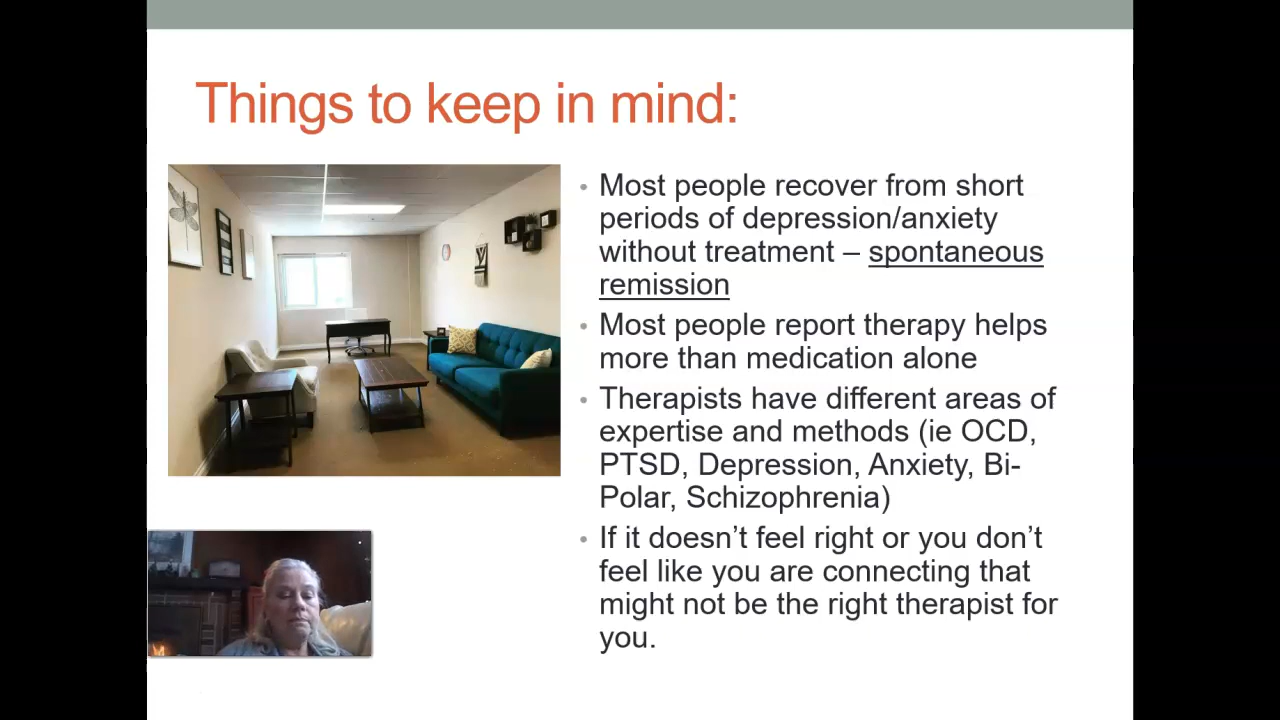 Things to keep in mind:
• Most people recover from short
periods of depression/anxiety
without treatment – spontaneous
remission
• Most people report therapy helps
more than medication alone
• Therapists have different areas of
expertise and methods (ie OCD,
PTSD, Depression, Anxiety, Bi-
Polar, Schizophrenia)
• If it doesn’t feel right or you don’t
feel like you are connecting that
might not be the right therapist for
you.